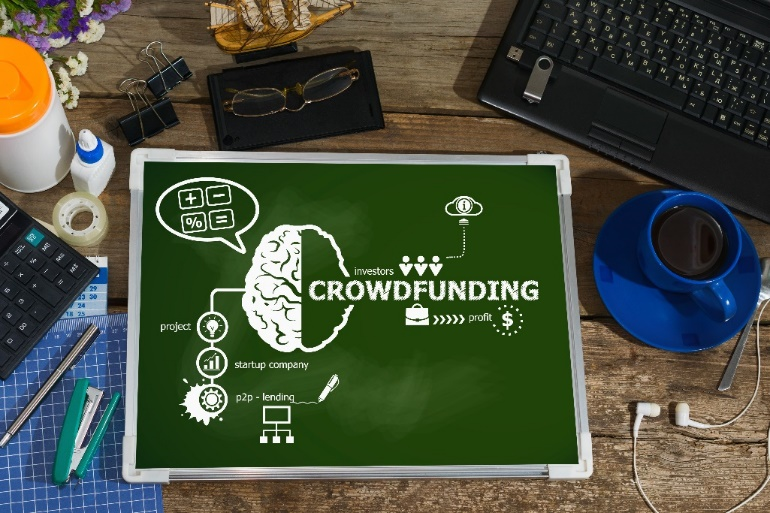 + −
% =
investors
CROWDFUNDING
profit $
project
startup company
p2p - lending